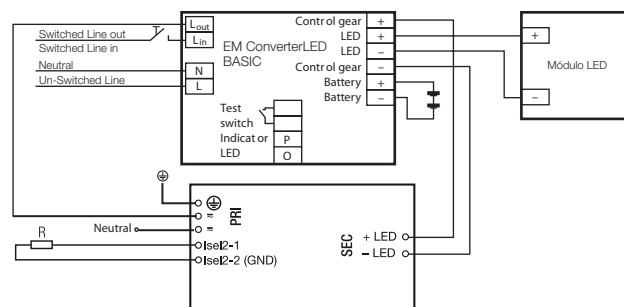 Switched Line out
Switched Line in
Neutral
Un-Switched Line
Lout
Lin
N
L
EM ConverterLED
BASIC
Test
switch
Indicator
LED
P
O
Control gear +
LED +
LED –
Control gear –
Battery +
Battery –
+
–
Módulo LED
≈
≈
PRI
Neutral
R
Isel2-1
Isel2-2 (GND)
SEC
+ LED
– LED